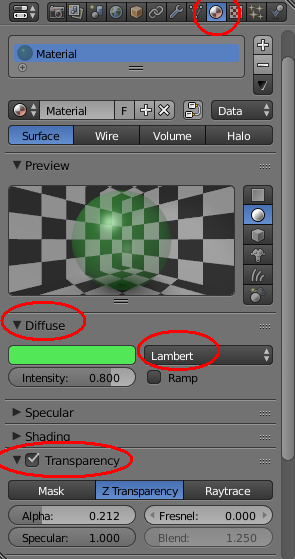 Material
Material F Data
Surface Wire Volume Halo
Preview
Diffuse
Lambert
Intensity: 0.800 Ramp
Specular
Shading
Transparency
Mask Z Transparency Raytrace
Alpha: 0.212 Fresnel: 0.000
Specular: 1.000 Blend: 1.250